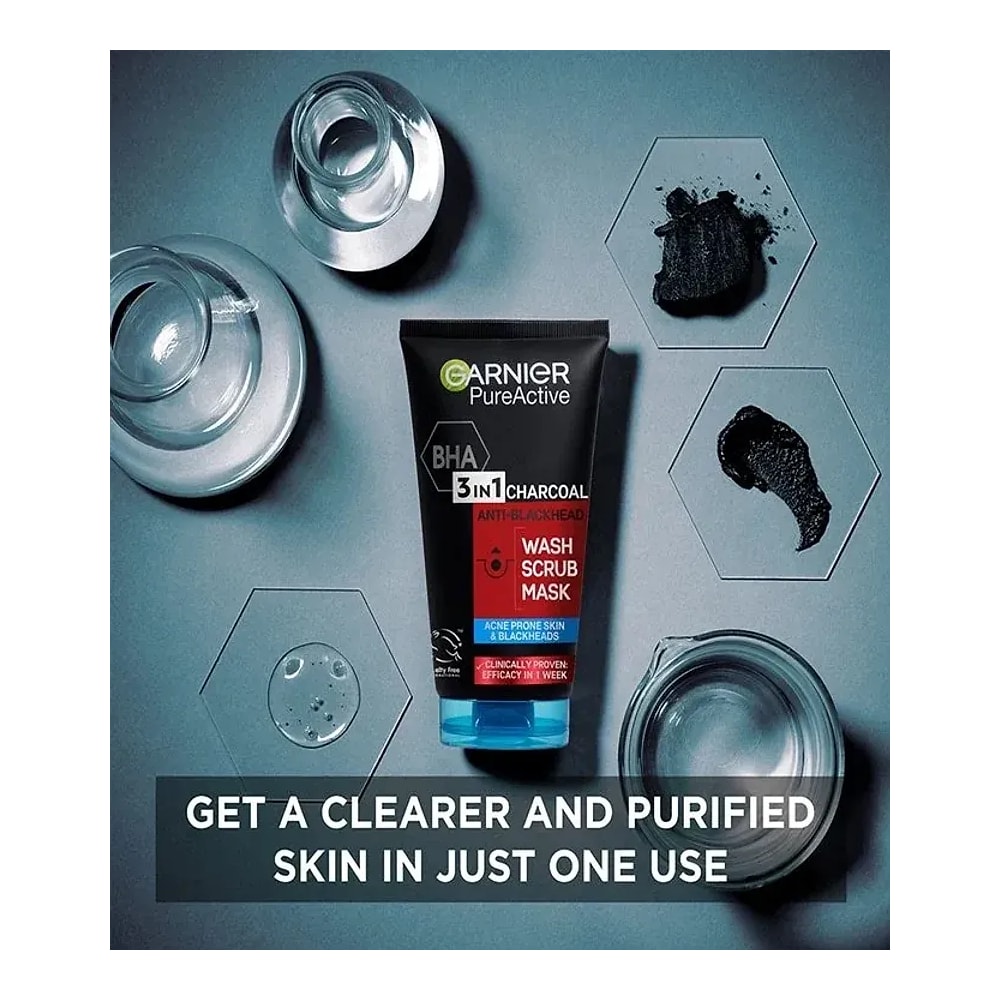 GARNIER
PureActive
BHA
3 IN 1 CHARCOAL
ANTI-BLACKHEAD
WASH
SCRUB
MASK
ACNE PRONE SKIN
& BLACKHEADS
CLINICALLY PROVEN:
EFFICACY IN 1 WEEK
free
GET A CLEARER AND PURIFIED
SKIN IN JUST ONE USE